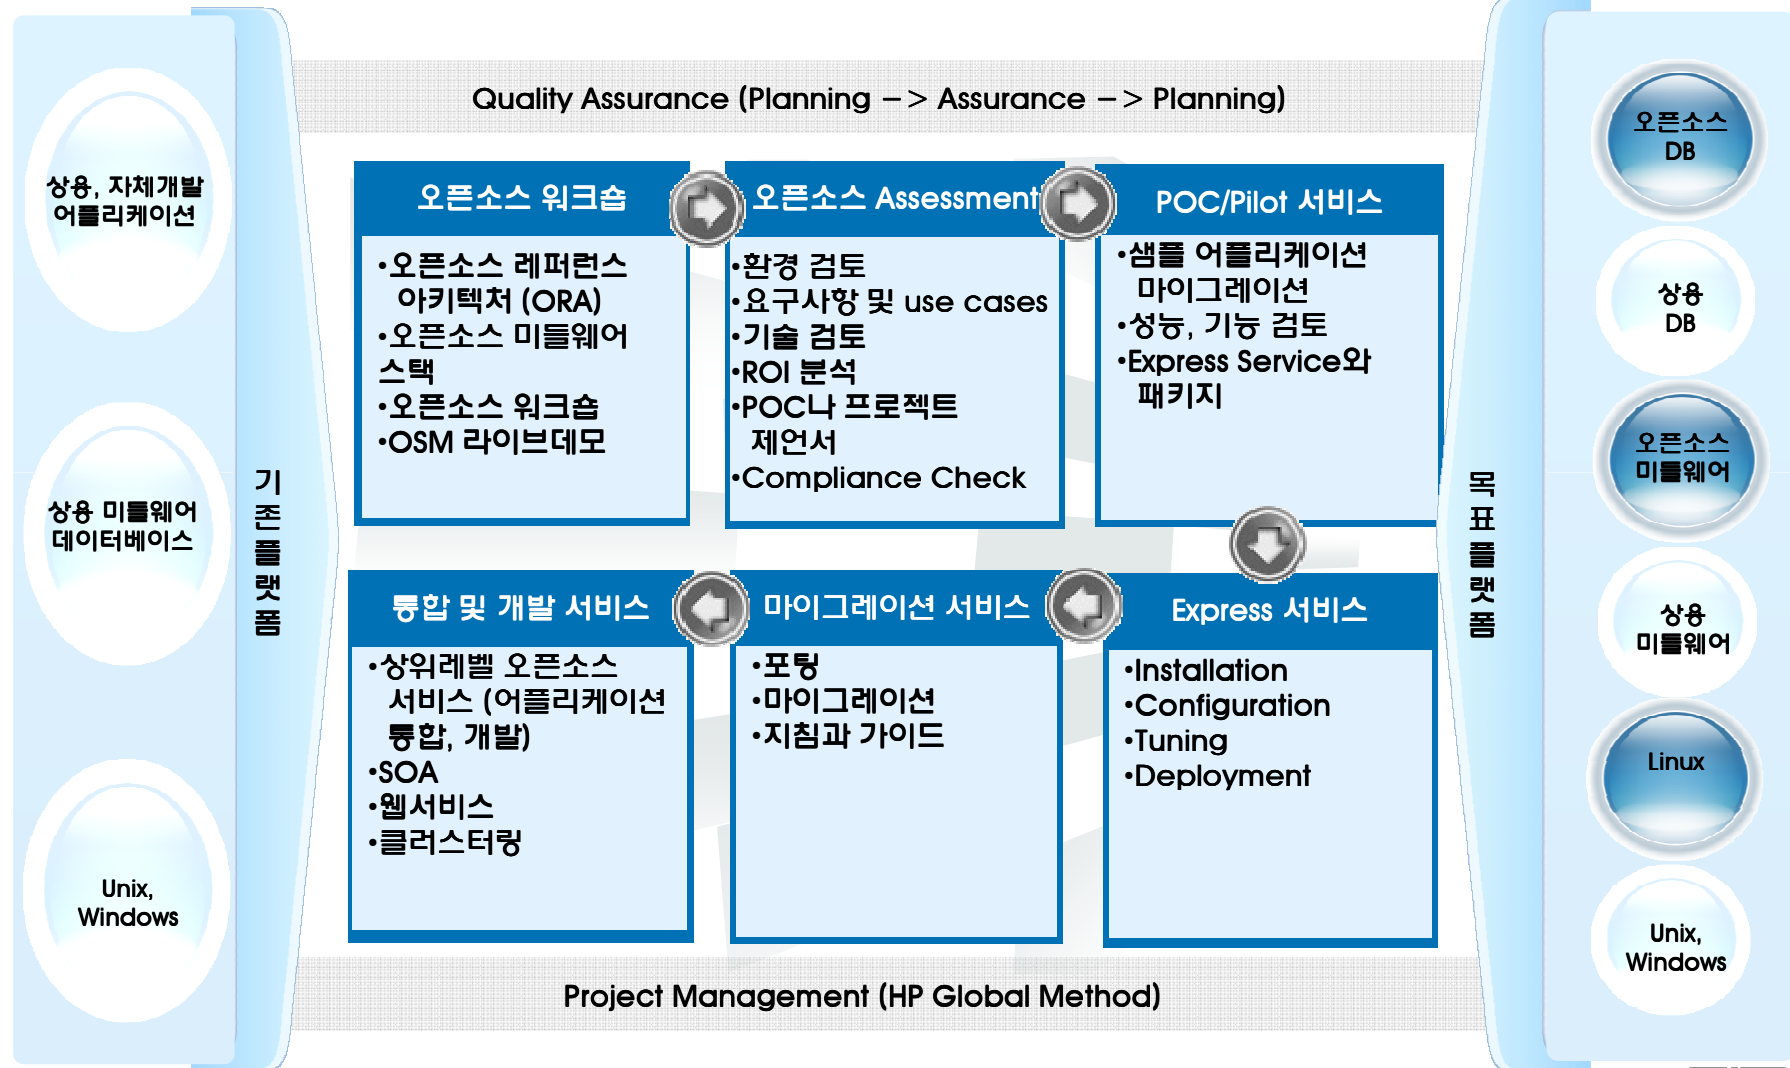 Quality Assurance (Planning –> Assurance –> Planning)
상용, 자체개발
어플리케이션
상용 미들웨어
데이터베이스
Unix,
Windows
기존플랫폼
오픈소스 워크숍
•오픈소스 레퍼런스
아키텍처 (ORA)
•오픈소스 미들웨어
스택
•오픈소스 워크숍
•OSM 라이브데모
오픈소스 Assessment
•환경 검토
•요구사항 및 use cases
•기술 검토
•ROI 분석
•POC나 프로젝트
제언서
•Compliance Check
POC/Pilot 서비스
•샘플 어플리케이션
마이그레이션
•성능, 기능 검토
•Express Service와
패키지
통합 및 개발 서비스
•상위레벨 오픈소스
서비스 (어플리케이션
통합, 개발)
•SOA
•웹서비스
•클러스터링
마이그레이션 서비스
•포팅
•마이그레이션
•지침과 가이드
Express 서비스
•Installation
•Configuration
•Tuning
•Deployment
목표플랫폼
오픈소스
DB
상용
DB
오픈소스
미들웨어
상용
미들웨어
Linux
Unix,
Windows
Project Management (HP Global Method)